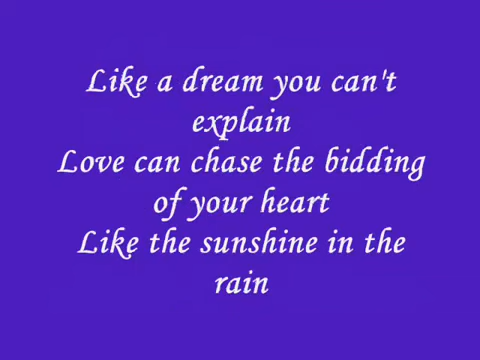 Like a dream you can't
explain
Love can chase the bidding
of your heart
Like the sunshine in the
rain